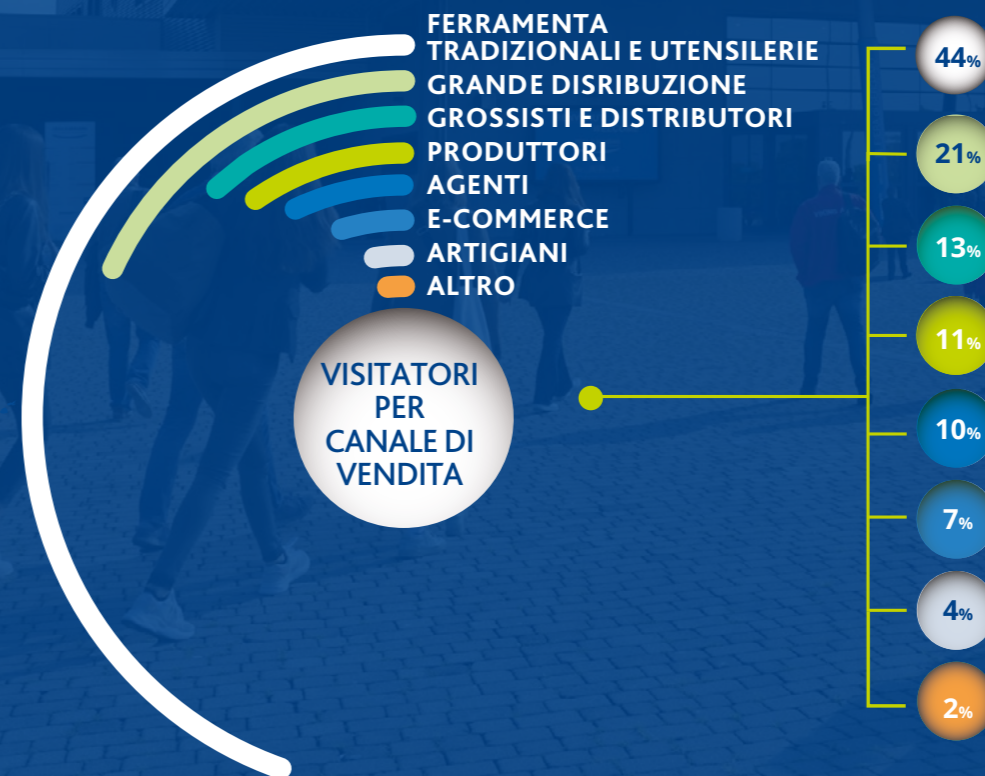 FERRAMENTA
TRADIZIONALI E UTENSILERIE
GRANDE DISRIBUZIONE
GROSSISTI E DISTRIBUTORI
PRODUTTORI
AGENTI
E-COMMERCE
ARTIGIANI
ALTRO
VISITATORI
PER
CANALE DI
VENDITA
44%
21%
13%
11%
10%
7%
4%
2%